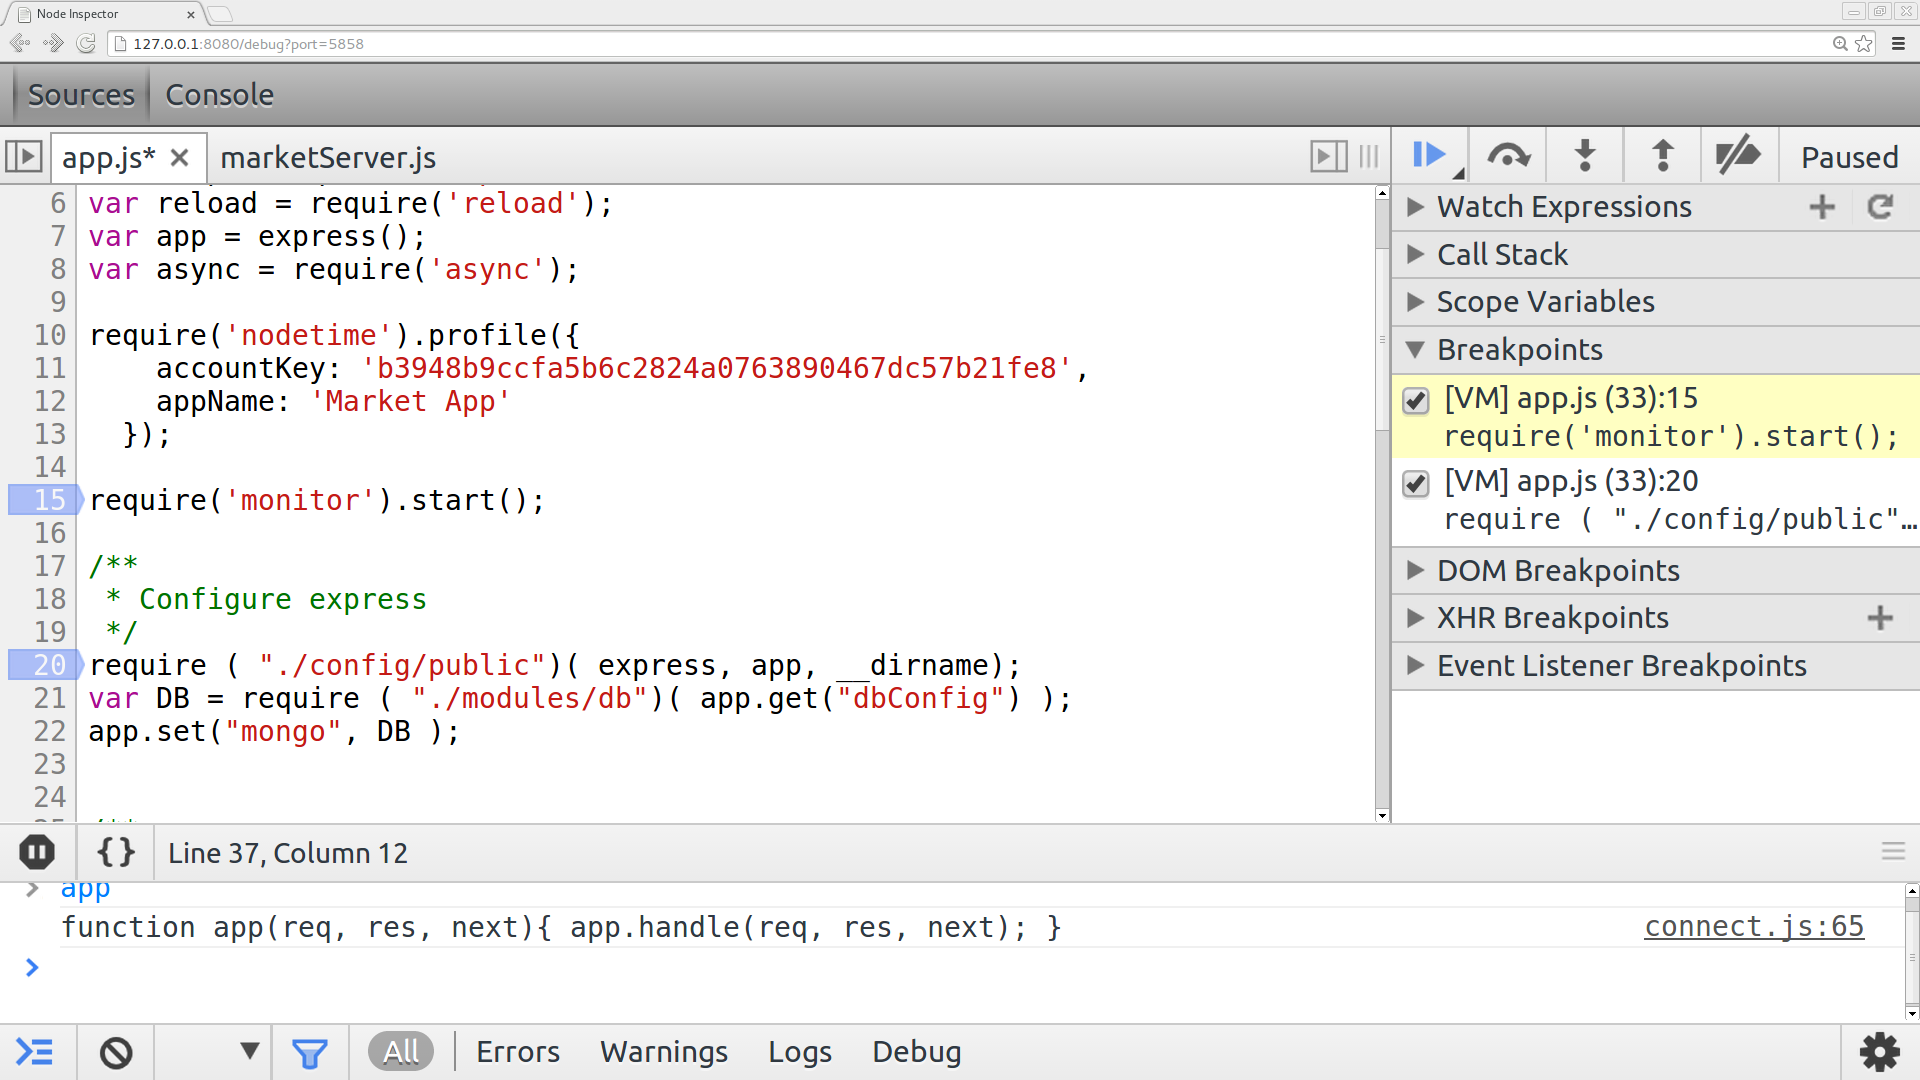 Node Inspector
127.0.0.1:8080/debug?port=5858
Sources Console
app.js* marketServer.js Paused
6 var reload = require('reload');
7 var app = express();
8 var async = require('async');
9
10 require('nodetime').profile({
11 accountKey: 'b3948b9ccfa5b6c2824a0763890467dc57b21fe8',
12 appName: 'Market App'
13 });
14
15 require('monitor').start();
16
17 /**
18 * Configure express
19 */
20 require ( "./config/public")( express, app, __dirname);
21 var DB = require ( "./modules/db")( app.get("dbConfig") );
22 app.set("mongo", DB );
23
24
Watch Expressions
Call Stack
Scope Variables
Breakpoints
[VM] app.js (33):15
require('monitor').start();
[VM] app.js (33):20
require ( "./config/public"…
DOM Breakpoints
XHR Breakpoints
Event Listener Breakpoints
{} Line 37, Column 12
> app
function app(req, res, next){ app.handle(req, res, next); } connect.js:65
>
All Errors Warnings Logs Debug